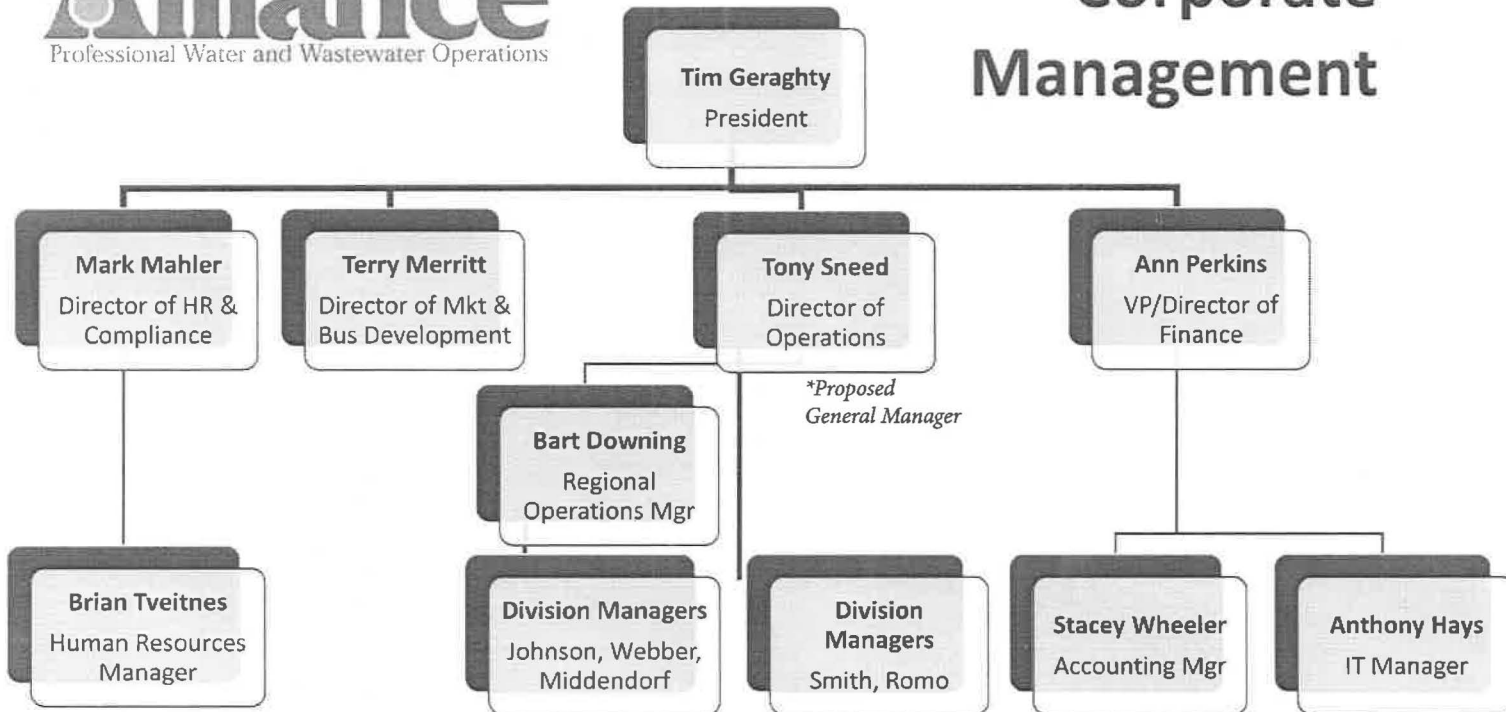 Alliance
Professional Water and Wastewater Operations
Corporate
Management
Tim Geraghty
President
Mark Mahler
Director of HR &
Compliance
Terry Merritt
Director of Mkt &
Bus Development
Tony Sneed
Director of
Operations
*Proposed
General Manager
Ann Perkins
VP/Director of
Finance
Bart Downing
Regional
Operations Mgr
Brian Tveitnes
Human Resources
Manager
Division Managers
Johnson, Webber,
Middendorf
Division
Managers
Smith, Romo
Stacey Wheeler
Accounting Mgr
Anthony Hays
IT Manager